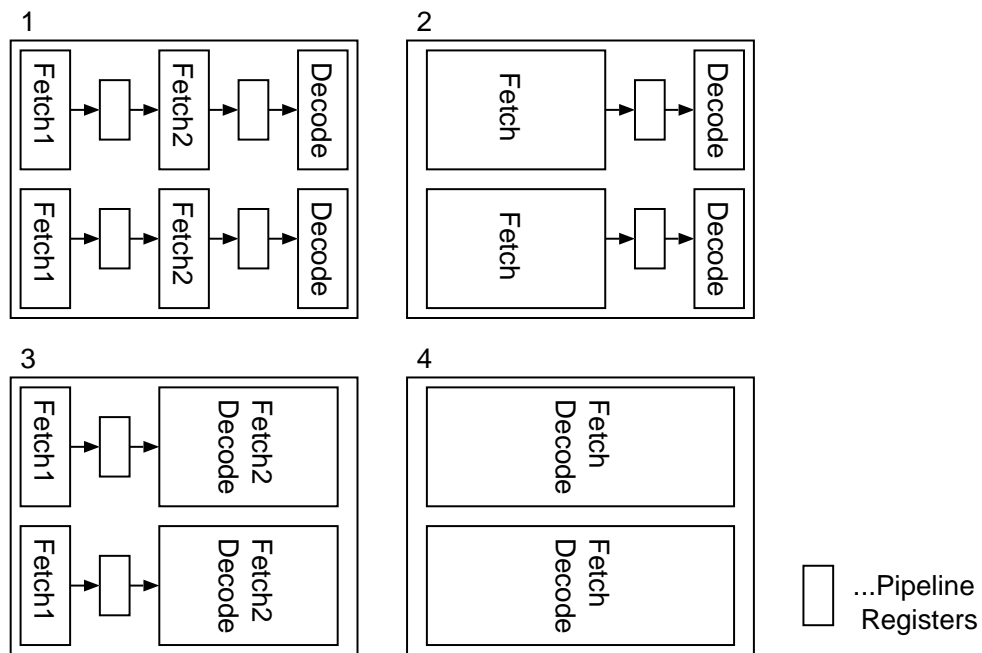 1
Fetch1
Fetch2
Decode
Fetch1
Fetch2
Decode
2
Fetch
Decode
Fetch
Decode
3
Fetch1
Fetch2
Decode
Fetch1
Fetch2
Decode
4
Fetch
Decode
Fetch
Decode
...Pipeline
Registers